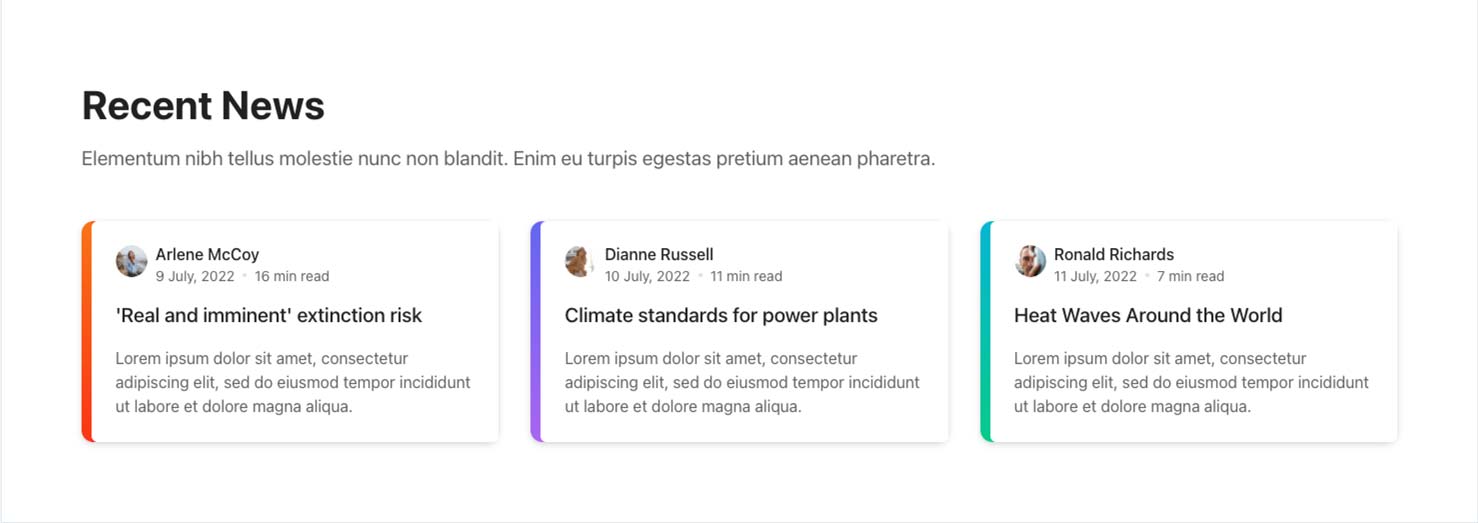 Recent News
Elementum nibh tellus molestie nunc non blandit. Enim eu turpis egestas pretium aenean pharetra.
Arlene McCoy
9 July, 2022 • 16 min read
'Real and imminent' extinction risk
Lorem ipsum dolor sit amet, consectetur
adipiscing elit, sed do eiusmod tempor incididunt
ut labore et dolore magna aliqua.
Dianne Russell
10 July, 2022 • 11 min read
Climate standards for power plants
Lorem ipsum dolor sit amet, consectetur
adipiscing elit, sed do eiusmod tempor incididunt
ut labore et dolore magna aliqua.
Ronald Richards
11 July, 2022 • 7 min read
Heat Waves Around the World
Lorem ipsum dolor sit amet, consectetur
adipiscing elit, sed do eiusmod tempor incididunt
ut labore et dolore magna aliqua.